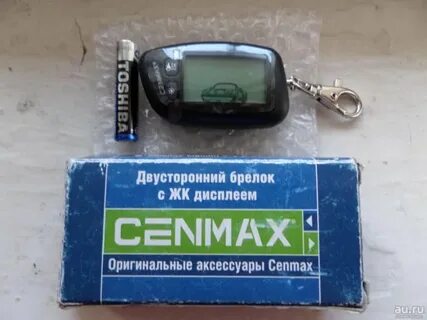 TOSHIBA
Двусторонний брелок
с ЖК дисплеем
CENMAX
Оригинальные аксессуары Cenmax
au.ru